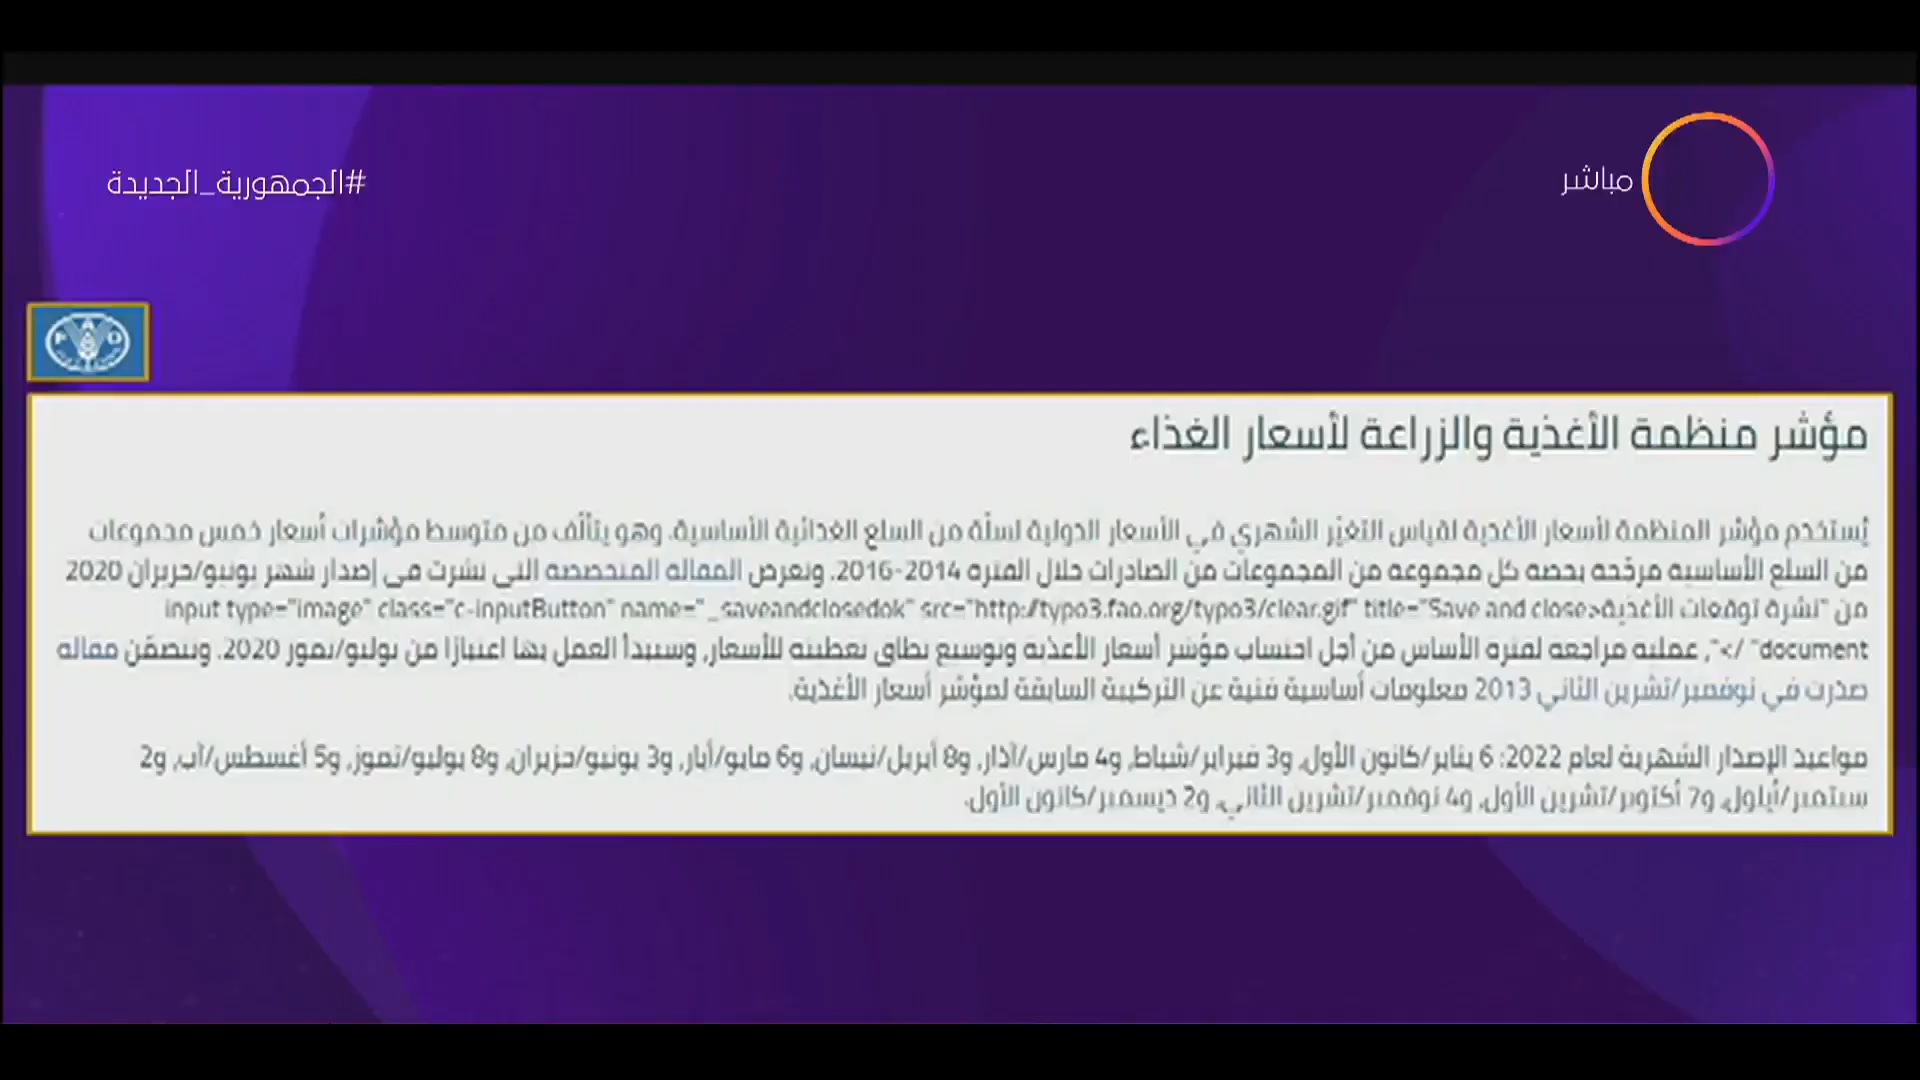 #الجمهورية_الجديدة
مباشر
FAO
مؤشر منظمة الأغذية والزراعة لأسعار الغذاء
يُستخدم مؤشر المنظمة لأسعار الأغذية لقياس التغيّر الشهري في الأسعار الدولية لسلّة من السلع الغذائية الأساسية. وهو يتألّف من متوسط مؤشرات أسعار خمس مجموعات
من السلع الأساسية مرجّحة بحصة كل مجموعة من المجموعات من الصادرات خلال الفترة 2014-2016. وتعرض المقالة المتخصصة التي نشرت في إصدار شهر يونيو/حزيران 2020
من "نشرة توقعات الأغذية<input type="image" class="c-inputButton" name="_saveandclosedok" src="http://typo3.fao.org/typo3/clear.gif" title="Save and close
document" />", عملية مراجعة لفترة الأساس من أجل احتساب مؤشر أسعار الأغذية وتوسيع نطاق تغطيته للأسعار, وسيبدأ العمل بها اعتبارًا من يوليو/تموز 2020. وتتضمّن مقالة
صدرت في نوفمبر/تشرين الثاني 2013 معلومات أساسية فنية عن التركيبة السابقة لمؤشر أسعار الأغذية.
مواعيد الإصدار الشهرية لعام 2022: 6 يناير/كانون الأول, و3 فبراير/شباط, و4 مارس/آذار, و8 أبريل/نيسان, و6 مايو/أيار, و3 يونيو/حزيران, و8 يوليو/تموز, و5 أغسطس/آب, و2
سبتمبر/أيلول, و7 أكتوبر/تشرين الأول, و4 نوفمبر/تشرين الثاني, و2 ديسمبر/كانون الأول.